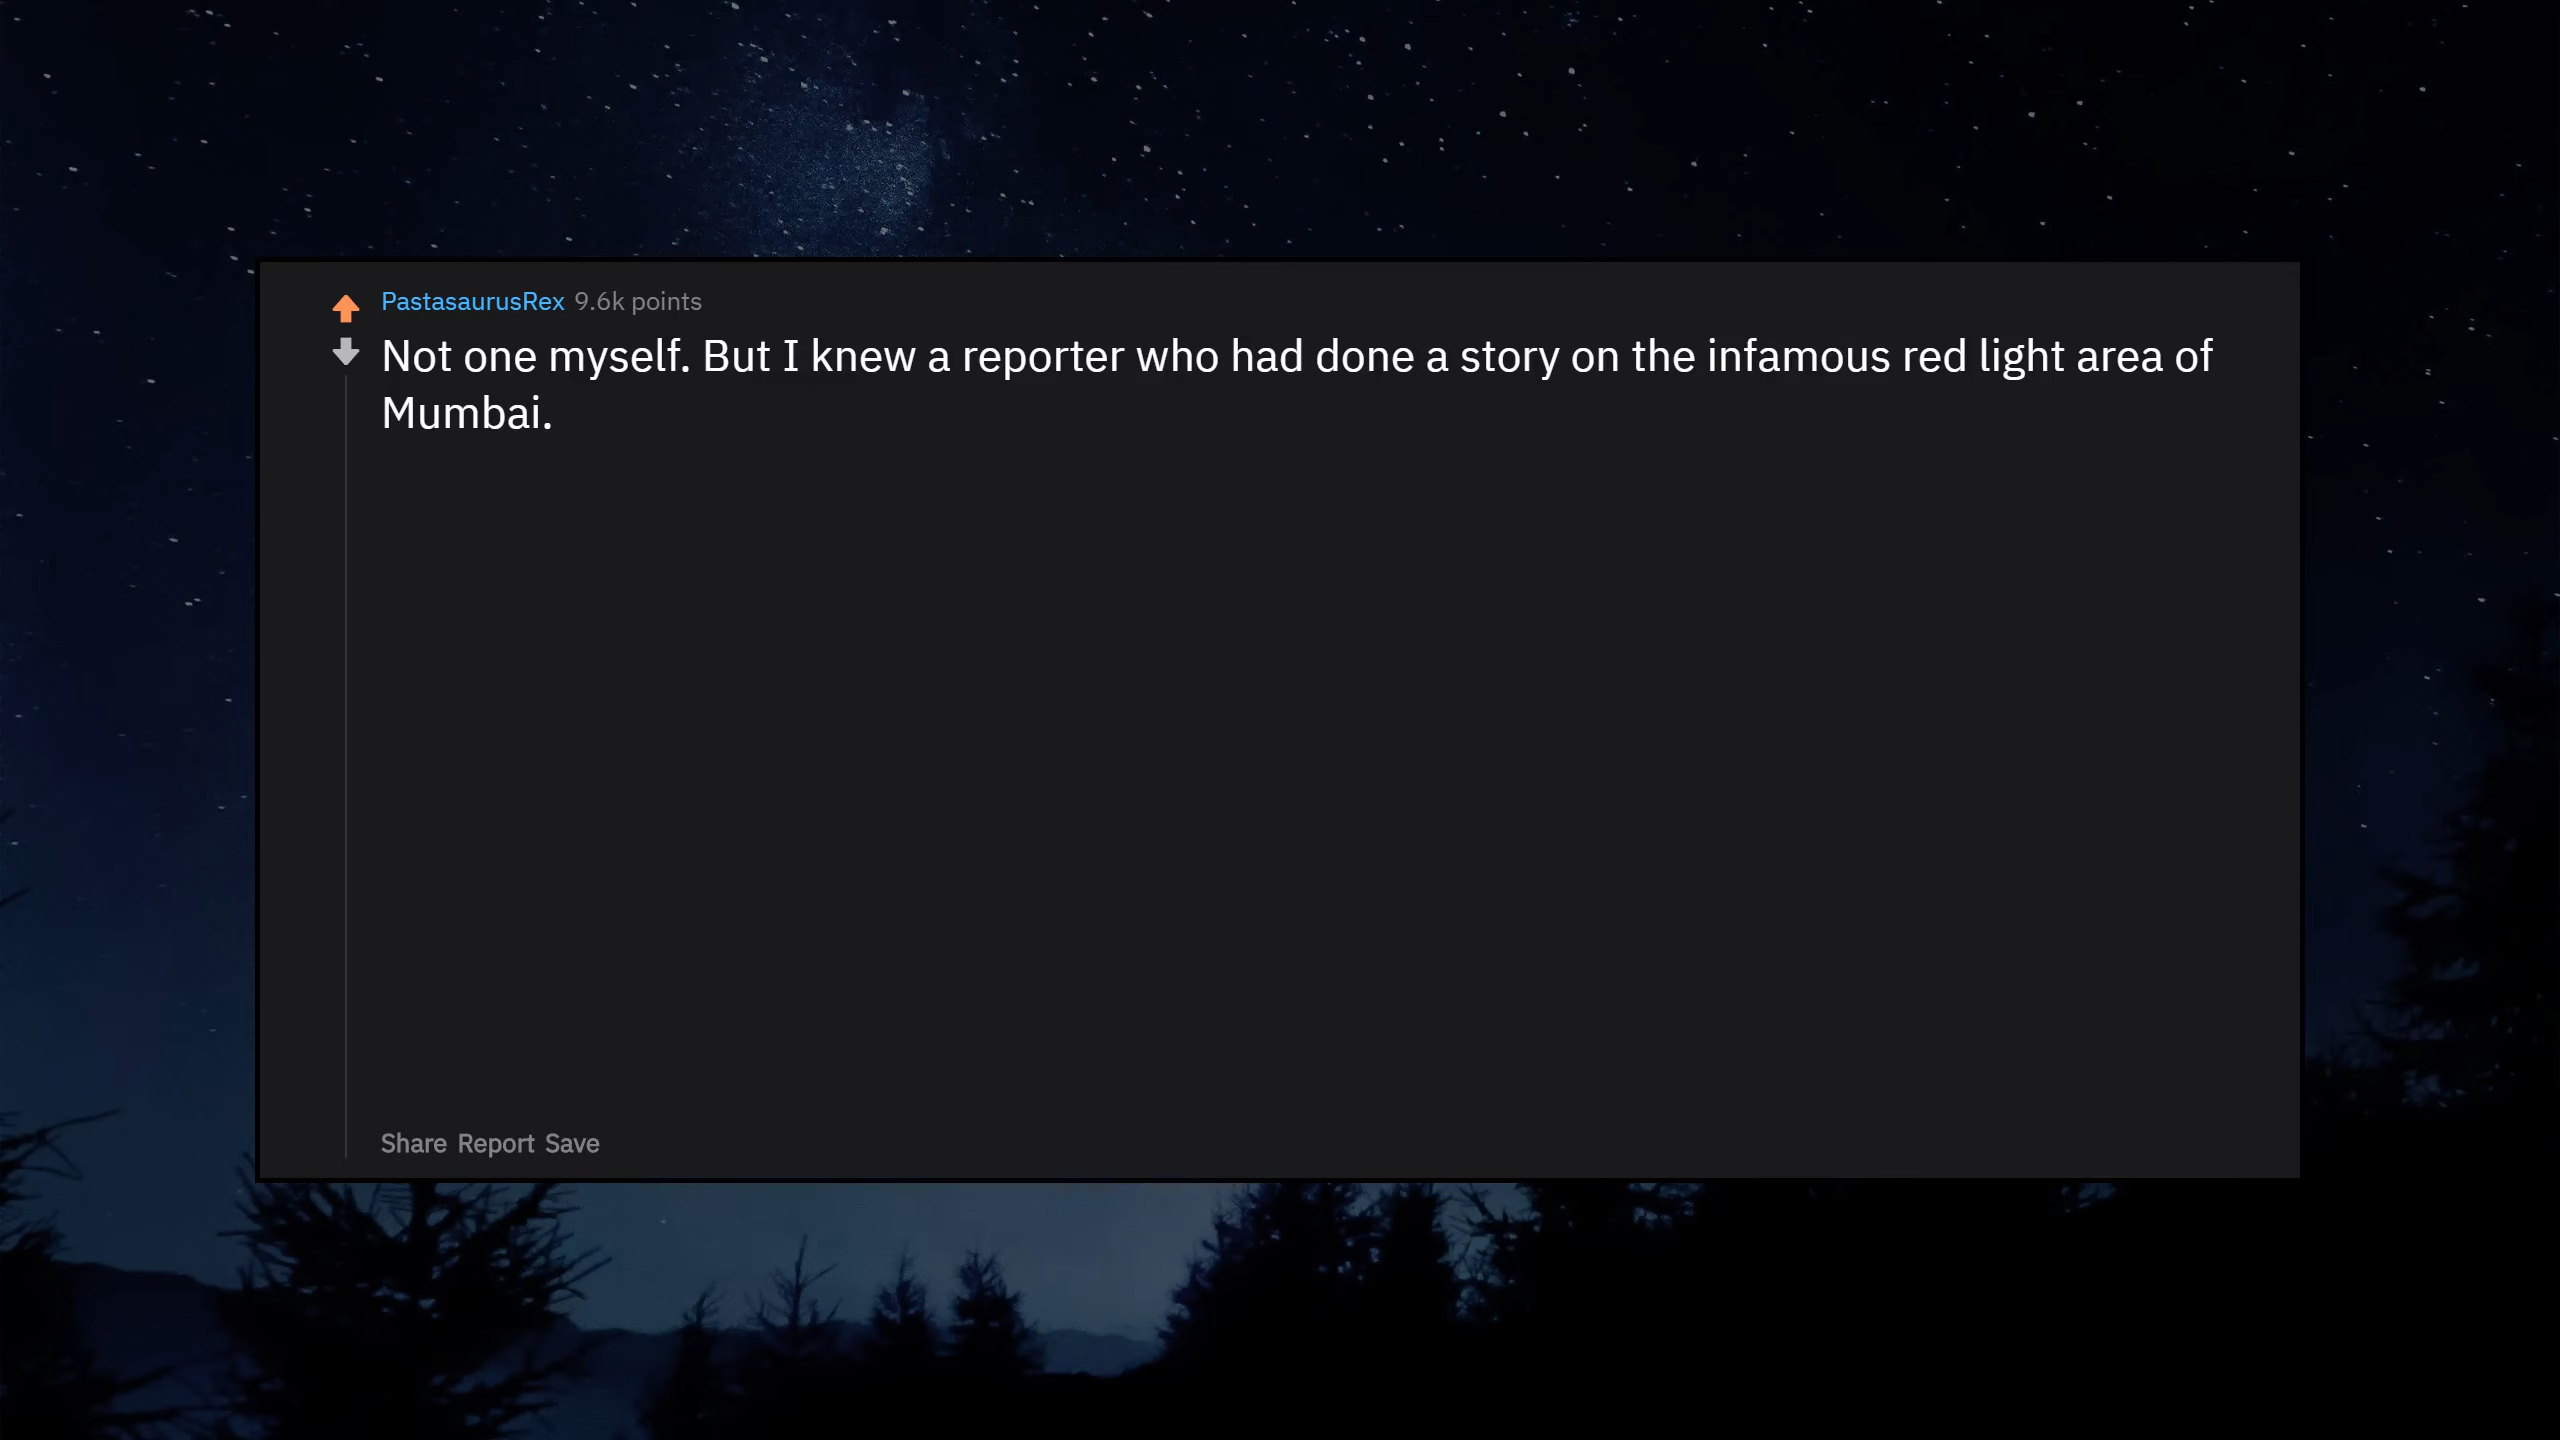 PastasaurusRex 9.6k points
Not one myself. But I knew a reporter who had done a story on the infamous red light area of
Mumbai.
Share Report Save